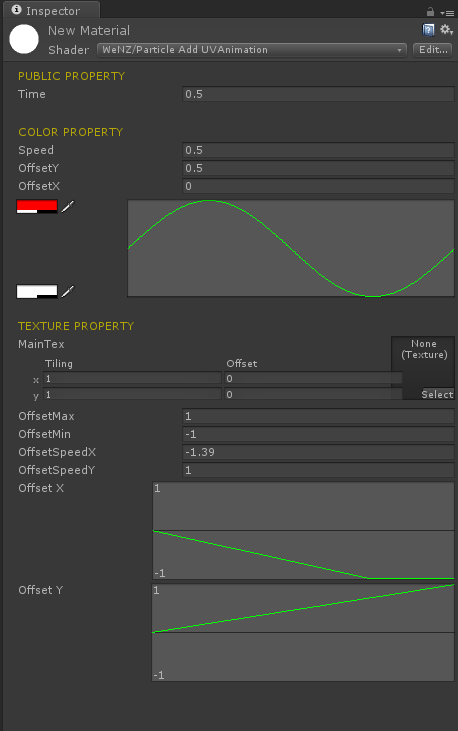 Inspector
New Material
Shader WeNZ/Particle Add UVAnimation Edit...
PUBLIC PROPERTY
Time 0.5
COLOR PROPERTY
Speed 0.5
OffsetY 0.5
OffsetX 0
TEXTURE PROPERTY
MainTex None
(Texture)
Tiling Offset
x 1 0
y 1 0 Select
OffsetMax 1
OffsetMin -1
OffsetSpeedX -1.39
OffsetSpeedY 1
Offset X 1
-1
Offset Y 1
-1